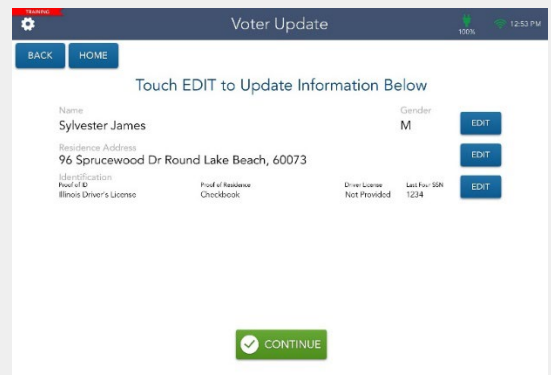 TRAINING
Voter Update
100%
12:53 PM
BACK
HOME
Touch EDIT to Update Information Below
Name
Gender
Sylvester James
M
EDIT
Residence Address
96 Sprucewood Dr Round Lake Beach, 60073
EDIT
Identification
Proof of ID
Proof of Residence
Driver License
Last Four SSN
Illinois Driver's License
Checkbook
Not Provided
1234
EDIT
CONTINUE